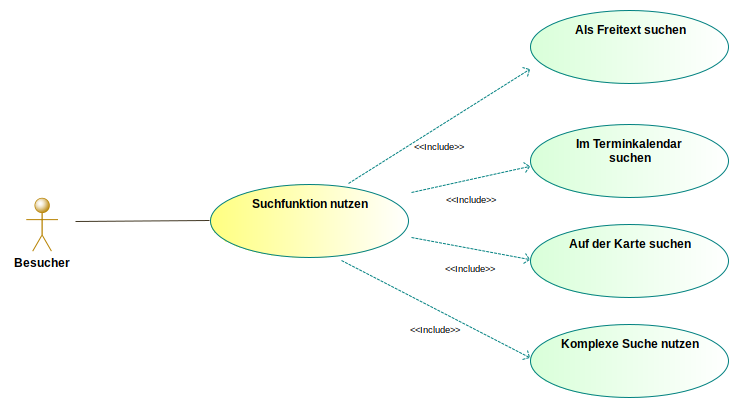 Als Freitext suchen
<<Include>>
Im Terminkalendar
suchen
<<Include>>
Suchfunktion nutzen
Besucher
Auf der Karte suchen
<<Include>>
<<Include>>
Komplexe Suche nutzen